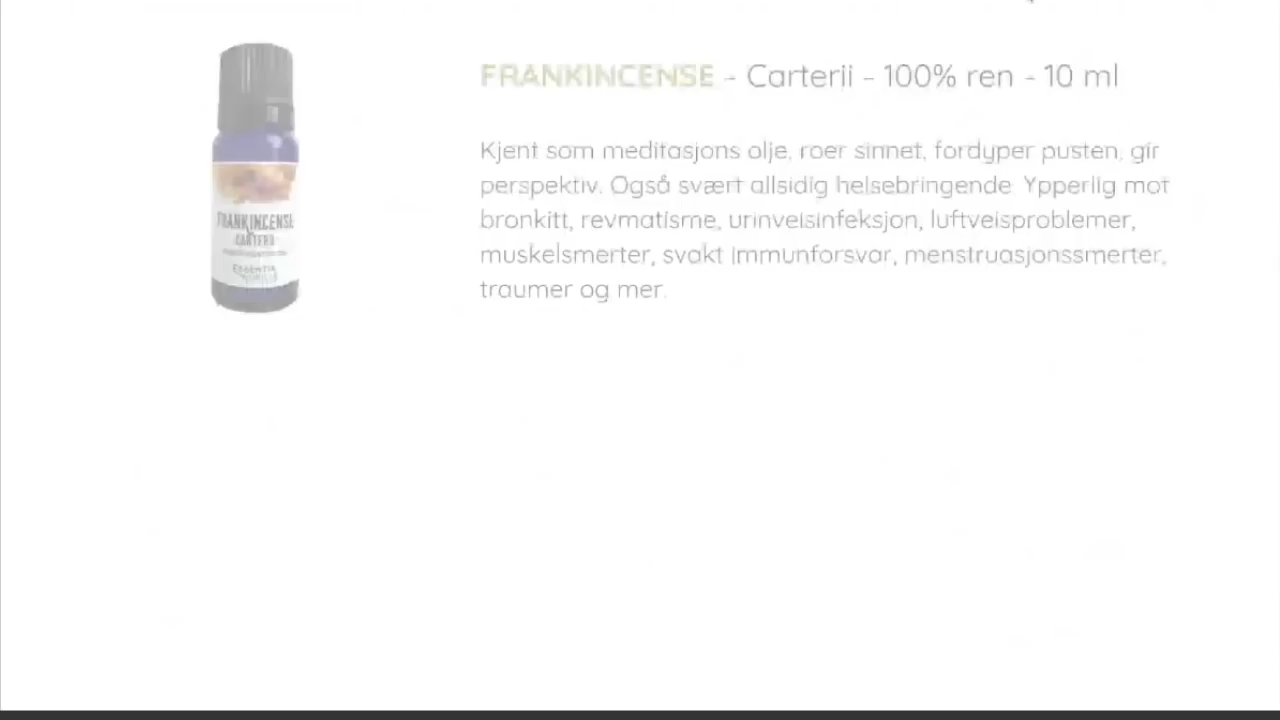 FRANKINCENSE - Carterii - 100% ren - 10 ml
Kjent som meditasjons olje, roer sinnet, fordyper pusten, gir
perspektiv. Også svært allsidig helsebringende. Ypperlig mot
bronkitt, revmatisme, urinveisinfeksjon, luftveisproblemer,
muskelsmerter, svakt immunforsvar, menstruasjonssmerter,
traumer og mer.
FRANKINCENSE
CARTERII